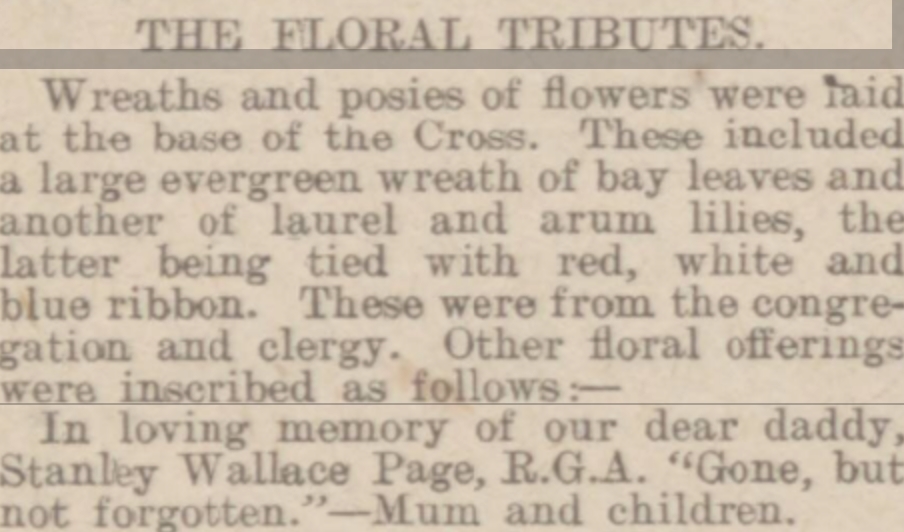 THE FLORAL TRIBUTES.
Wreaths and posies of flowers were laid
at the base of the Cross. These included
a large evergreen wreath of bay leaves and
another of laurel and arum lilies, the
latter being tied with red, white and
blue ribbon. These were from the congre-
gation and clergy. Other floral offerings
were inscribed as follows:—
In loving memory of our dear daddy,
Stanley Wallace Page, R.G.A. “Gone, but
not forgotten.”—Mum and children.